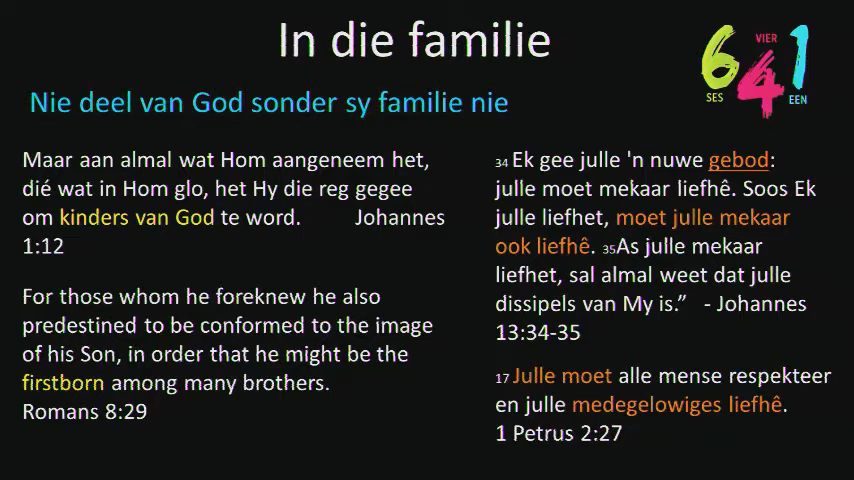 In die familie
6 4 1
SES VIER EEN
Nie deel van God sonder sy familie nie
Maar aan almal wat Hom aangeneem het,
dié wat in Hom glo, het Hy die reg gegee
om kinders van God te word. Johannes
1:12
For those whom he foreknew he also
predestined to be conformed to the image
of his Son, in order that he might be the
firstborn among many brothers.
Romans 8:29
34 Ek gee julle 'n nuwe gebod:
julle moet mekaar liefhê. Soos Ek
julle liefhet, moet julle mekaar
ook liefhê. 35As julle mekaar
liefhet, sal almal weet dat julle
dissipels van My is.” - Johannes
13:34-35
17 Julle moet alle mense respekteer
en julle medegelowiges liefhê.
1 Petrus 2:27